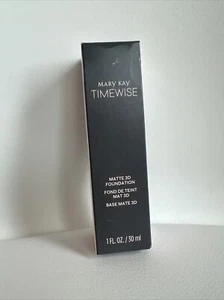 MARY KAY
TIMEWISE
MATTE 3D
FOUNDATION
FOND DE TEINT
MAT 3D
BASE MATE 3D
1 FL. OZ. / 30 ml